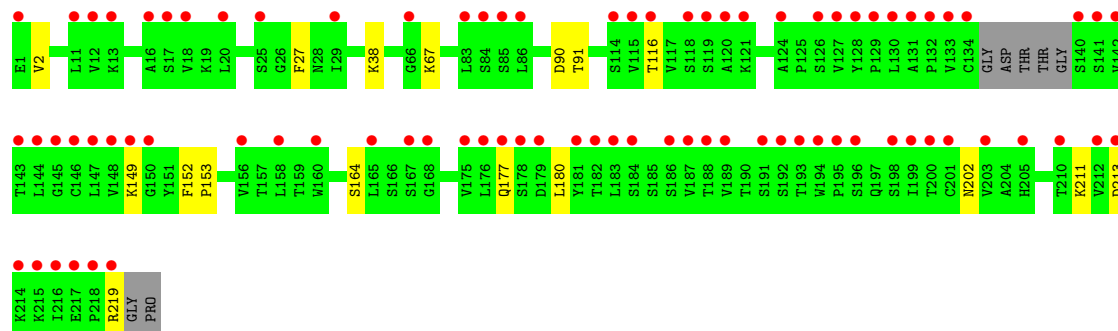 E1 V2 L11 V12 K13 A16 S17 V18 K19 L20 S25 G26 F27 N28 I29 K38 G66 K67 L83 S84 S85 L86 D90 T91 S114 V115 T116 V117 S118 S119 A120 K121 A124 P125 S126 V127 Y128 P129 L130 A131 P132 V133 C134 GLY ASP THR THR GLY S140 S141 V142
T143 L144 G145 C146 L147 V148 K149 G150 Y151 F152 P153 V156 T157 L158 T159 W160 S164 L165 S166 S167 G168 V175 L176 Q177 S178 D179 L180 Y181 T182 L183 S184 S185 S186 V187 T188 V189 T190 S191 S192 T193 W194 P195 S196 Q197 S198 I199 T200 C201 N202 V203 A204 H205 T210 K211 V212 D213
K214 K215 I216 E217 P218 R219 GLY PRO